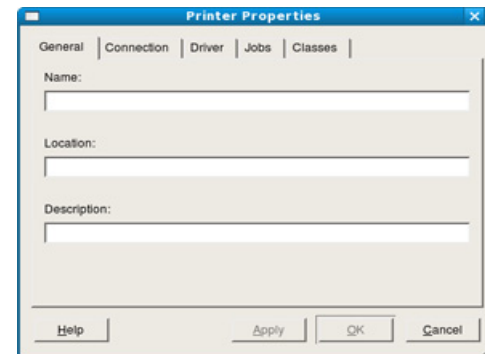 Printer Properties
General Connection Driver Jobs Classes
Name:
Location:
Description:
Help Apply OK Cancel